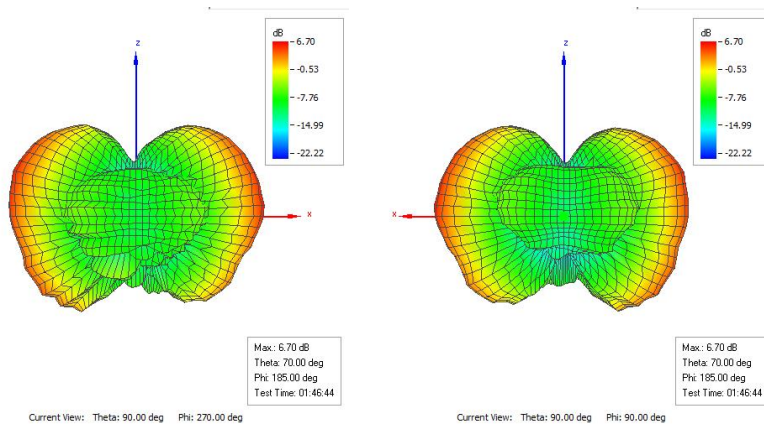 dB
6.70
-0.53
-7.76
-14.99
-22.22
z
x
Max.: 6.70 dB
Theta: 70.00 deg
Phi: 185.00 deg
Test Time: 01:46:44
Current View: Theta: 90.00 deg Phi: 270.00 deg
dB
6.70
-0.53
-7.76
-14.99
-22.22
z
x
Max.: 6.70 dB
Theta: 70.00 deg
Phi: 185.00 deg
Test Time: 01:46:44
Current View: Theta: 90.00 deg Phi: 90.00 deg